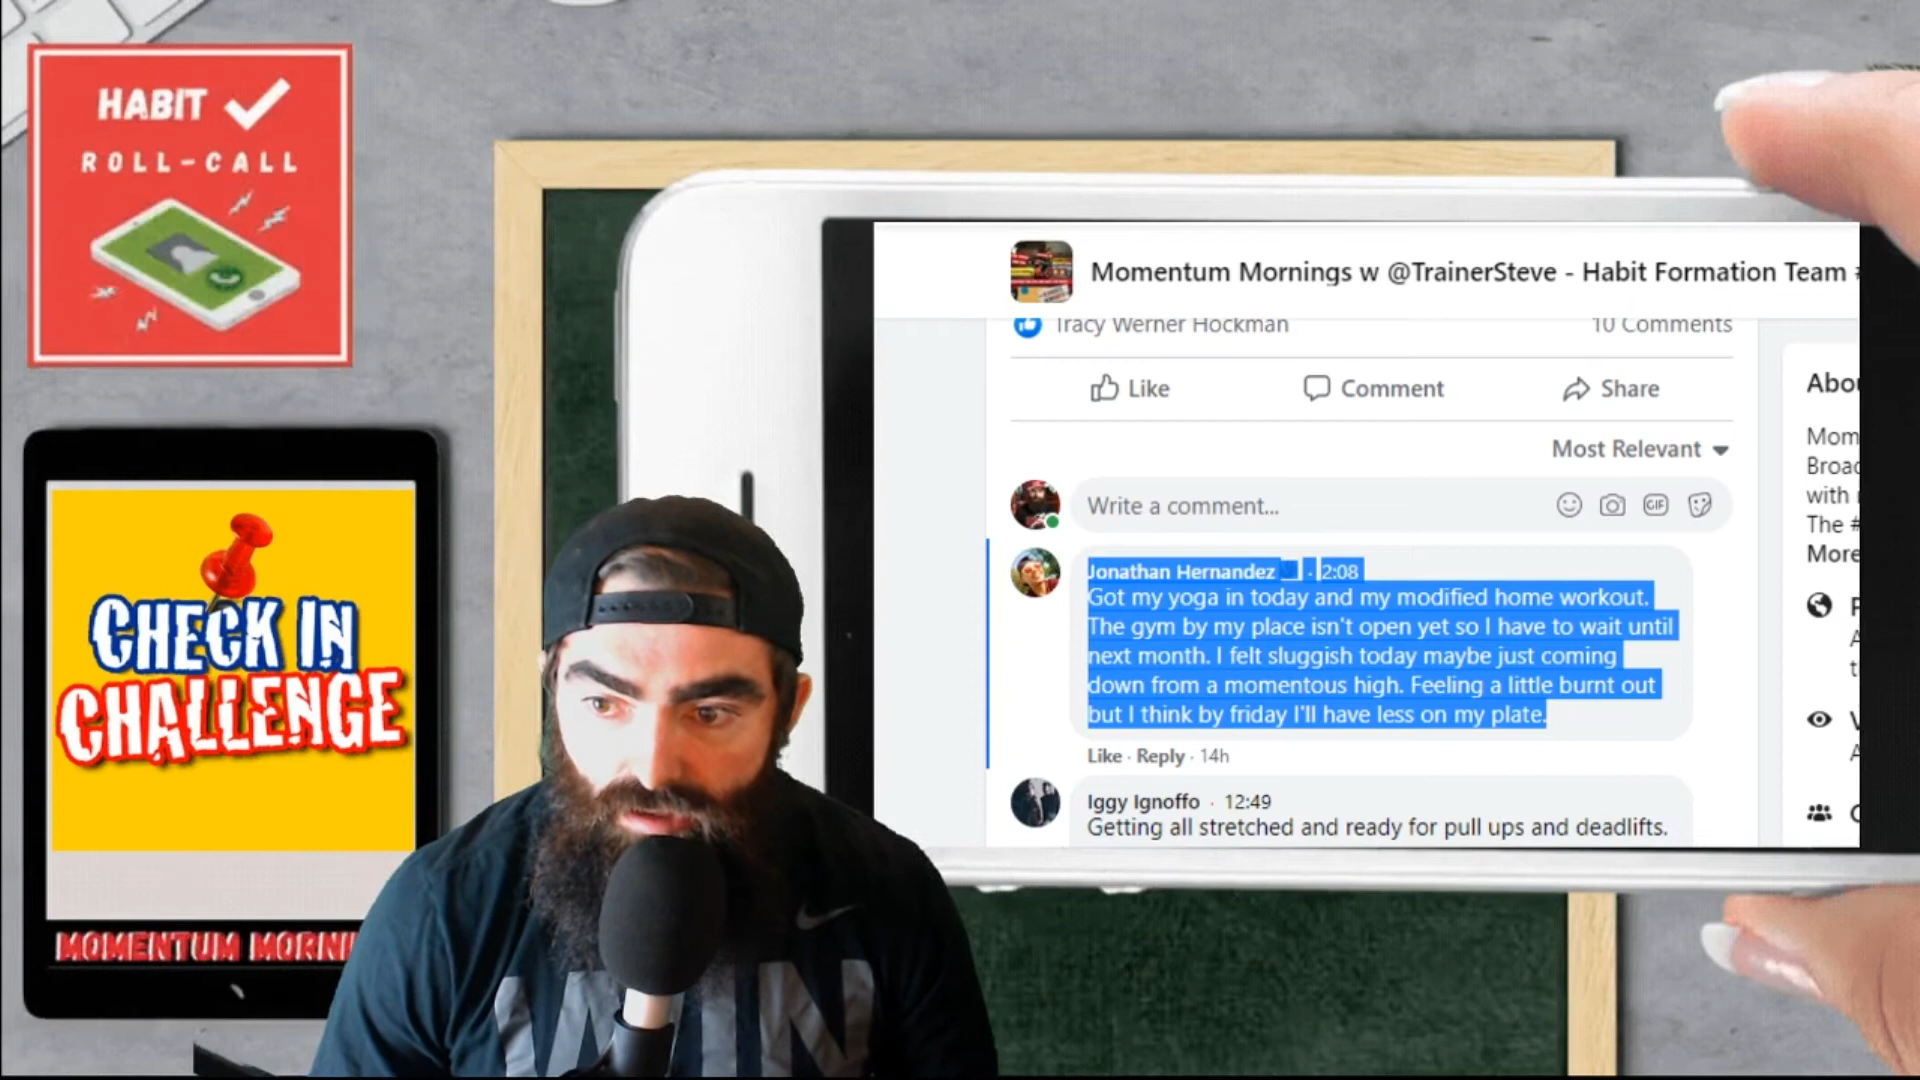 HABIT
ROLL-CALL
CHECK IN
CHALLENGE
MOMENTUM
Momentum Mornings w @TrainerSteve - Habit Formation Team
Tracy Werner Hockman
10 Comments
Like
Comment
Share
Most Relevant
Write a comment...
GIF
Jonathan Hernandez · 2:08
Got my yoga in today and my modified home workout.
The gym by my place isn't open yet so I have to wait until
next month. I felt sluggish today maybe just coming
down from a momentous high. Feeling a little burnt out
but I think by friday I'll have less on my plate.
Like · Reply · 14h
Iggy Ignoffo · 12:49
Getting all stretched and ready for pull ups and deadlifts.
with
The
More
WIN